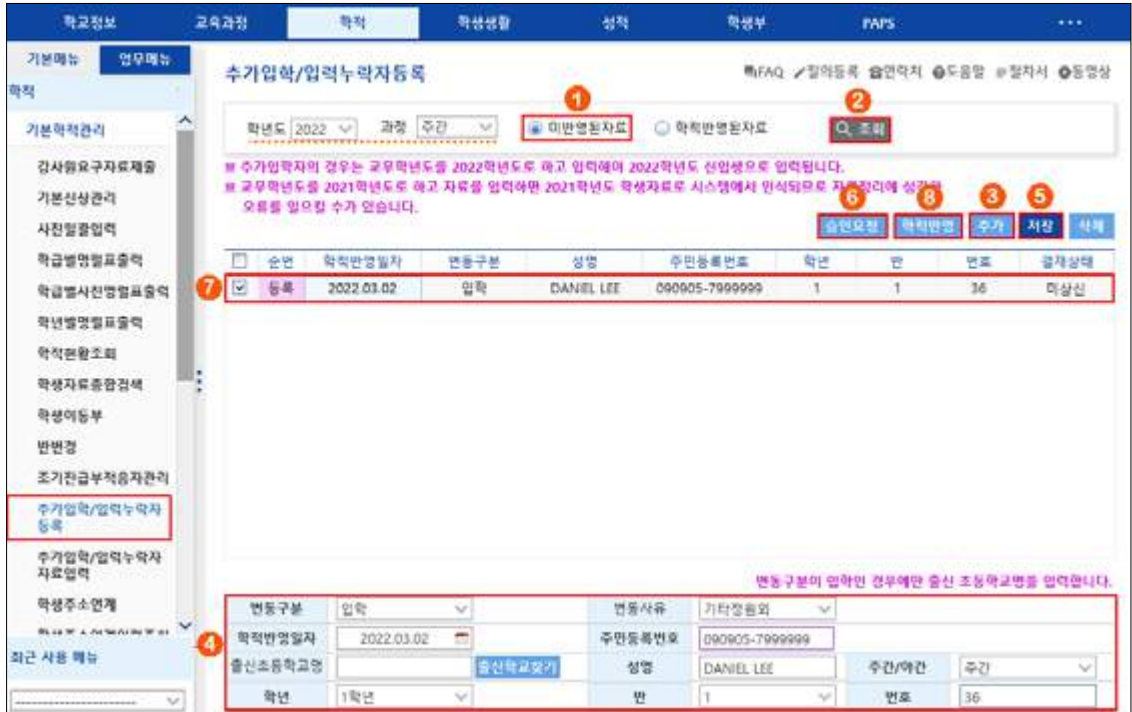 학교정보 교육과정 학적 학생생활 성적 학생부 PAPS ...
기본메뉴 업무메뉴
학적
기본학적관리
감사원요구자료제출
기본신상관리
사진일괄입력
학급별명렬표출력
학급별사진명렬표출력
학년별명렬표출력
학적현황조회
학생자료종합검색
학생이동부
반변경
조기진급부적응자관리
추가입학/입력누락자
등록
추가입학/입력누락자
자료입력
학생주소연계
최근 사용 메뉴
--------------------
추가입학/입력누락자등록
FAQ 질의등록 연락처 도움말 절차서 동영상
1 2
학년도 2022 과정 주간 미반영된자료 학적반영된자료 조회
※ 추가입학자의 경우는 교무학년도를 2022학년도로 하고 입력해야 2022학년도 신입생으로 입력됩니다.
※ 교무학년도를 2021학년도로 하고 자료를 입력하면 2021학년도 학생자료로 시스템에서 인식되므로
오류를 일으킬 수가 있습니다.
6 8 3 5
승인요청 학적반영 추가 저장 삭제
순번 학적반영일자 변동구분 성명 주민등록번호 학년 반 번호 결재상태
7 등록 2022.03.02 입학 DANIEL LEE 090905-7999999 1 1 36 미상신
변동구분이 입학인 경우에만 출신 초등학교명을 입력합니다.
4
변동구분 입학 변동사유 기타정원외
학적반영일자 2022.03.02 주민등록번호 090905-7999999
출신초등학교명 출신학교찾기 성명 DANIEL LEE 주간/야간 주간
학년 1학년 반 1 번호 36